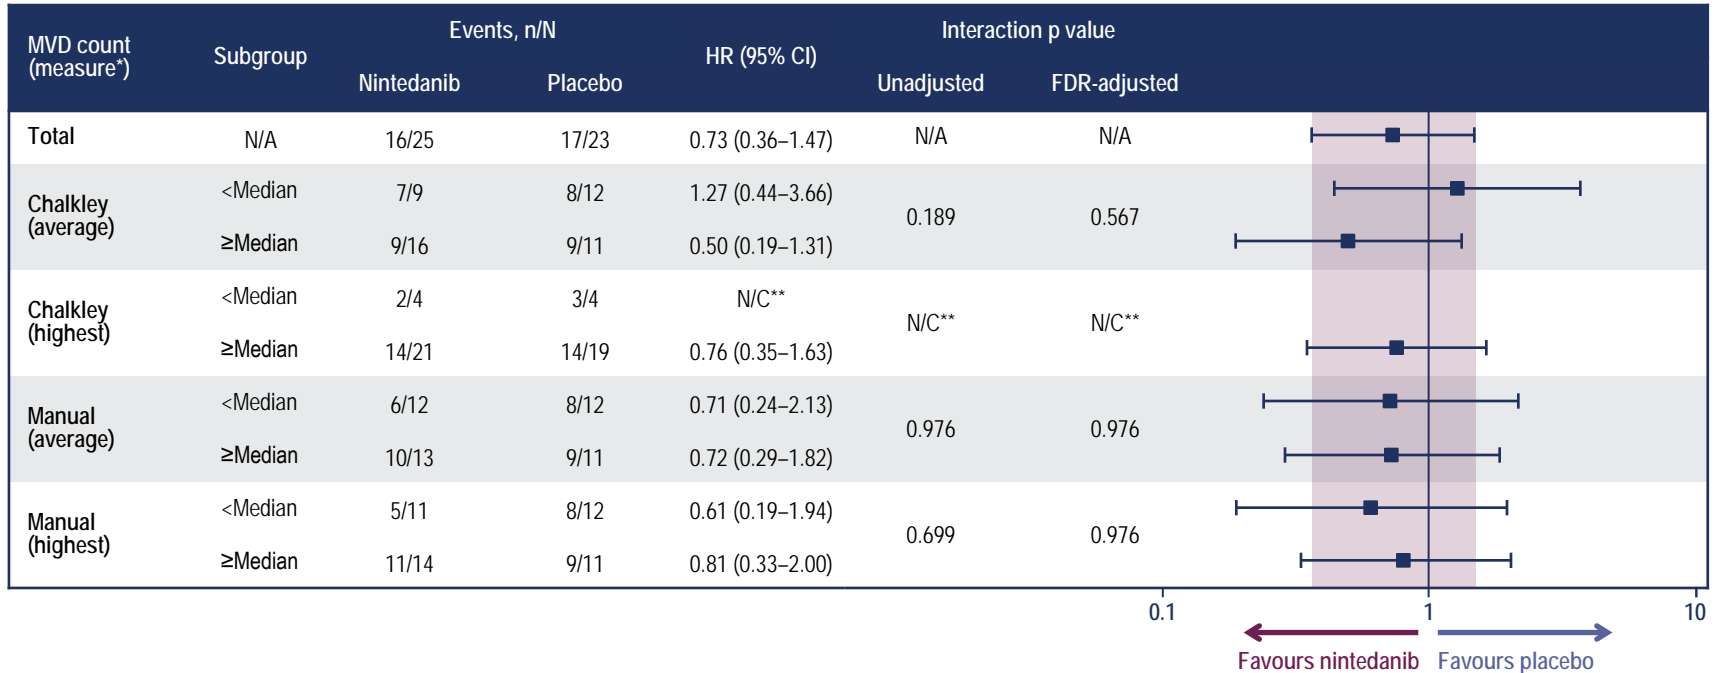 MVD count
(measure*)
Subgroup
Events, n/N
Nintedanib
Placebo
HR (95% CI)
Interaction p value
Unadjusted
FDR-adjusted
Total
N/A
16/25
17/23
0.73 (0.36–1.47)
N/A
N/A
Chalkley
(average)
<Median
7/9
8/12
1.27 (0.44–3.66)
0.189
0.567
≥Median
9/16
9/11
0.50 (0.19–1.31)
Chalkley
(highest)
<Median
2/4
3/4
N/C**
N/C**
N/C**
≥Median
14/21
14/19
0.76 (0.35–1.63)
Manual
(average)
<Median
6/12
8/12
0.71 (0.24–2.13)
0.976
0.976
≥Median
10/13
9/11
0.72 (0.29–1.82)
Manual
(highest)
<Median
5/11
8/12
0.61 (0.19–1.94)
0.699
0.976
≥Median
11/14
9/11
0.81 (0.33–2.00)
0.1
1
10
Favours nintedanib
Favours placebo